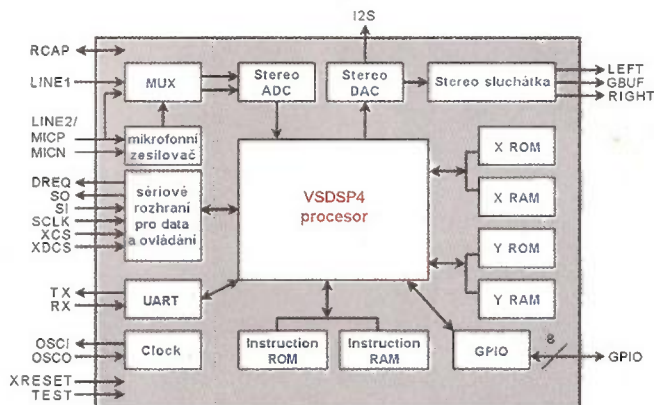 I2S
RCAP
LINE1
LINE2/
MICP
MICN
DREQ
SO
SI
SCLK
XCS
XDCS
TX
RX
OSCI
OSCO
XRESET
TEST
MUX
Stereo
ADC
Stereo
DAC
Stereo sluchátka
LEFT
GBUF
RIGHT
mikrofonní
zesilovač
sériové
rozhraní
pro data
a ovládání
VSDSP4
procesor
X ROM
X RAM
Y ROM
Y RAM
UART
Clock
Instruction
ROM
Instruction
RAM
GPIO
8
GPIO